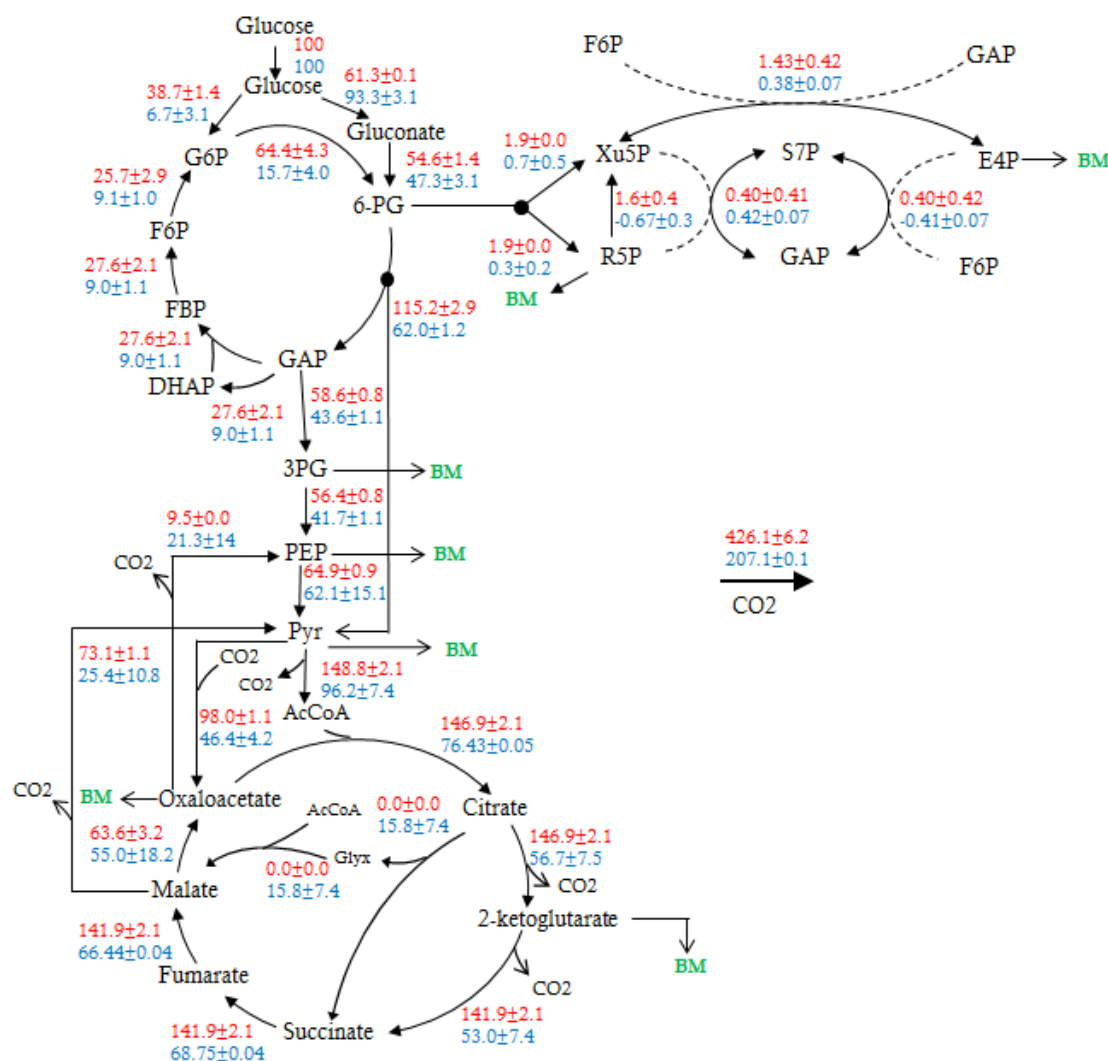 Glucose
100
100
Glucose
38.7±1.4
6.7±3.1
61.3±0.1
93.3±3.1
Gluconate
G6P
64.4±4.3
15.7±4.0
54.6±1.4
47.3±3.1
6-PG
25.7±2.9
9.1±1.0
F6P
27.6±2.1
9.0±1.1
FBP
27.6±2.1
9.0±1.1
DHAP
GAP
27.6±2.1
9.0±1.1
115.2±2.9
62.0±1.2
58.6±0.8
43.6±1.1
F6P
GAP
1.43±0.42
0.38±0.07
1.9±0.0
0.7±0.5
Xu5P
S7P
E4P
BM
1.6±0.4
-0.67±0.3
0.40±0.41
0.42±0.07
0.40±0.42
-0.41±0.07
1.9±0.0
0.3±0.2
R5P
GAP
F6P
BM
3PG
BM
56.4±0.8
41.7±1.1
9.5±0.0
21.3±14
CO2
PEP
BM
64.9±0.9
62.1±15.1
426.1±6.2
207.1±0.1
CO2
Pyr
BM
73.1±1.1
25.4±10.8
CO2
CO2
148.8±2.1
96.2±7.4
AcCoA
98.0±1.1
46.4±4.2
146.9±2.1
76.43±0.05
CO2
BM
Oxaloacetate
AcCoA
0.0±0.0
15.8±7.4
Citrate
63.6±3.2
55.0±18.2
Glyx
0.0±0.0
15.8±7.4
146.9±2.1
56.7±7.5
CO2
Malate
2-ketoglutarate
BM
141.9±2.1
66.44±0.04
Fumarate
CO2
141.9±2.1
68.75±0.04
Succinate
141.9±2.1
53.0±7.4